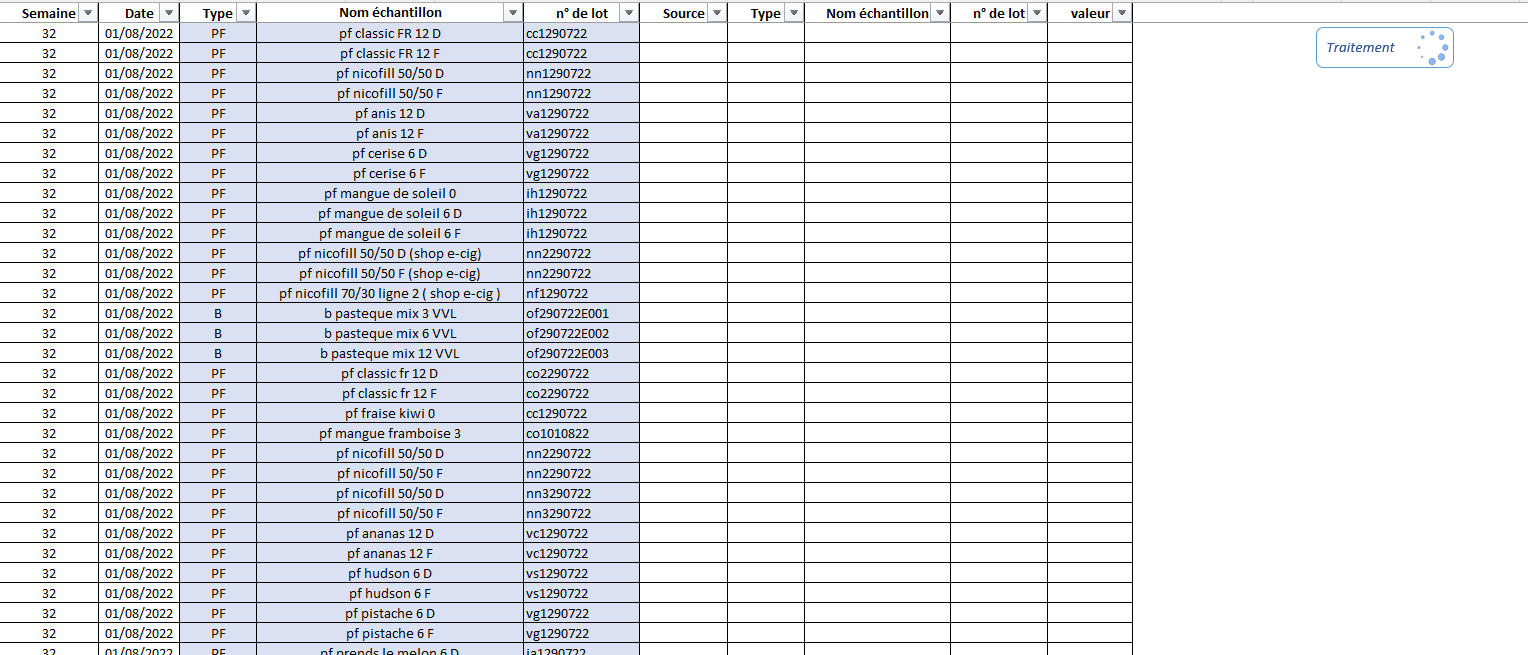 Semaine Date Type Nom échantillon n° de lot Source Type Nom échantillon n° de lot valeur
32 01/08/2022 PF pf classic FR 12 D cc1290722
Traitement
32 01/08/2022 PF pf classic FR 12 F cc1290722
32 01/08/2022 PF pf nicofill 50/50 D nn1290722
32 01/08/2022 PF pf nicofill 50/50 F nn1290722
32 01/08/2022 PF pf anis 12 D va1290722
32 01/08/2022 PF pf anis 12 F va1290722
32 01/08/2022 PF pf cerise 6 D vg1290722
32 01/08/2022 PF pf cerise 6 F vg1290722
32 01/08/2022 PF pf mangue de soleil 0 ih1290722
32 01/08/2022 PF pf mangue de soleil 6 D ih1290722
32 01/08/2022 PF pf mangue de soleil 6 F ih1290722
32 01/08/2022 PF pf nicofill 50/50 D (shop e-cig) nn2290722
32 01/08/2022 PF pf nicofill 50/50 F (shop e-cig) nn2290722
32 01/08/2022 PF pf nicofill 70/30 ligne 2 ( shop e-cig ) nf1290722
32 01/08/2022 B b pasteque mix 3 VVL of290722E001
32 01/08/2022 B b pasteque mix 6 VVL of290722E002
32 01/08/2022 B b pasteque mix 12 VVL of290722E003
32 01/08/2022 PF pf classic fr 12 D co2290722
32 01/08/2022 PF pf classic fr 12 F co2290722
32 01/08/2022 PF pf fraise kiwi 0 cc1290722
32 01/08/2022 PF pf mangue framboise 3 co1010822
32 01/08/2022 PF pf nicofill 50/50 D nn2290722
32 01/08/2022 PF pf nicofill 50/50 F nn2290722
32 01/08/2022 PF pf nicofill 50/50 D nn3290722
32 01/08/2022 PF pf nicofill 50/50 F nn3290722
32 01/08/2022 PF pf ananas 12 D vc1290722
32 01/08/2022 PF pf ananas 12 F vc1290722
32 01/08/2022 PF pf hudson 6 D vs1290722
32 01/08/2022 PF pf hudson 6 F vs1290722
32 01/08/2022 PF pf pistache 6 D vg1290722
32 01/08/2022 PF pf pistache 6 F vg1290722
32 01/08/2022 PF pf prends le melon 6 D ia1290722